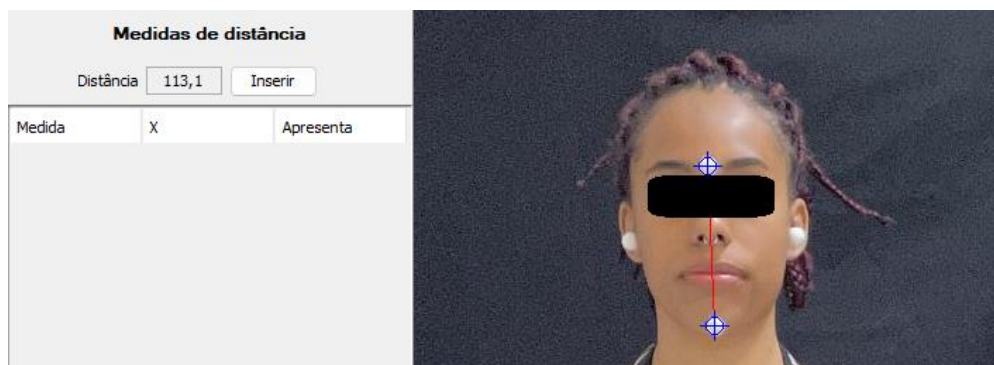 Medidas de distância
Distância 113,1 Inserir
Medida X Apresenta